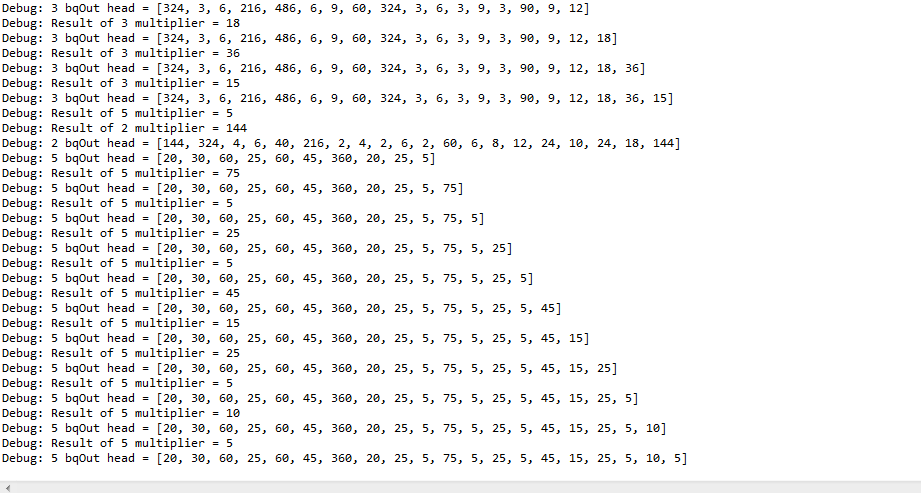 Debug: 3 bqOut head = [324, 3, 6, 216, 486, 6, 9, 60, 324, 3, 6, 3, 9, 3, 90, 9, 12]
Debug: Result of 3 multiplier = 18
Debug: 3 bqOut head = [324, 3, 6, 216, 486, 6, 9, 60, 324, 3, 6, 3, 9, 3, 90, 9, 12, 18]
Debug: Result of 3 multiplier = 36
Debug: 3 bqOut head = [324, 3, 6, 216, 486, 6, 9, 60, 324, 3, 6, 3, 9, 3, 90, 9, 12, 18, 36]
Debug: Result of 3 multiplier = 15
Debug: 3 bqOut head = [324, 3, 6, 216, 486, 6, 9, 60, 324, 3, 6, 3, 9, 3, 90, 9, 12, 18, 36, 15]
Debug: Result of 5 multiplier = 5
Debug: Result of 2 multiplier = 144
Debug: 2 bqOut head = [144, 324, 4, 6, 40, 216, 2, 4, 2, 6, 2, 60, 6, 8, 12, 24, 10, 24, 18, 144]
Debug: 5 bqOut head = [20, 30, 60, 25, 60, 45, 360, 20, 25, 5]
Debug: Result of 5 multiplier = 75
Debug: 5 bqOut head = [20, 30, 60, 25, 60, 45, 360, 20, 25, 5, 75]
Debug: Result of 5 multiplier = 5
Debug: 5 bqOut head = [20, 30, 60, 25, 60, 45, 360, 20, 25, 5, 75, 5]
Debug: Result of 5 multiplier = 25
Debug: 5 bqOut head = [20, 30, 60, 25, 60, 45, 360, 20, 25, 5, 75, 5, 25]
Debug: Result of 5 multiplier = 5
Debug: 5 bqOut head = [20, 30, 60, 25, 60, 45, 360, 20, 25, 5, 75, 5, 25, 5]
Debug: Result of 5 multiplier = 45
Debug: 5 bqOut head = [20, 30, 60, 25, 60, 45, 360, 20, 25, 5, 75, 5, 25, 5, 45]
Debug: Result of 5 multiplier = 15
Debug: 5 bqOut head = [20, 30, 60, 25, 60, 45, 360, 20, 25, 5, 75, 5, 25, 5, 45, 15]
Debug: Result of 5 multiplier = 25
Debug: 5 bqOut head = [20, 30, 60, 25, 60, 45, 360, 20, 25, 5, 75, 5, 25, 5, 45, 15, 25]
Debug: Result of 5 multiplier = 5
Debug: 5 bqOut head = [20, 30, 60, 25, 60, 45, 360, 20, 25, 5, 75, 5, 25, 5, 45, 15, 25, 5]
Debug: Result of 5 multiplier = 10
Debug: 5 bqOut head = [20, 30, 60, 25, 60, 45, 360, 20, 25, 5, 75, 5, 25, 5, 45, 15, 25, 5, 10]
Debug: Result of 5 multiplier = 5
Debug: 5 bqOut head = [20, 30, 60, 25, 60, 45, 360, 20, 25, 5, 75, 5, 25, 5, 45, 15, 25, 5, 10, 5]